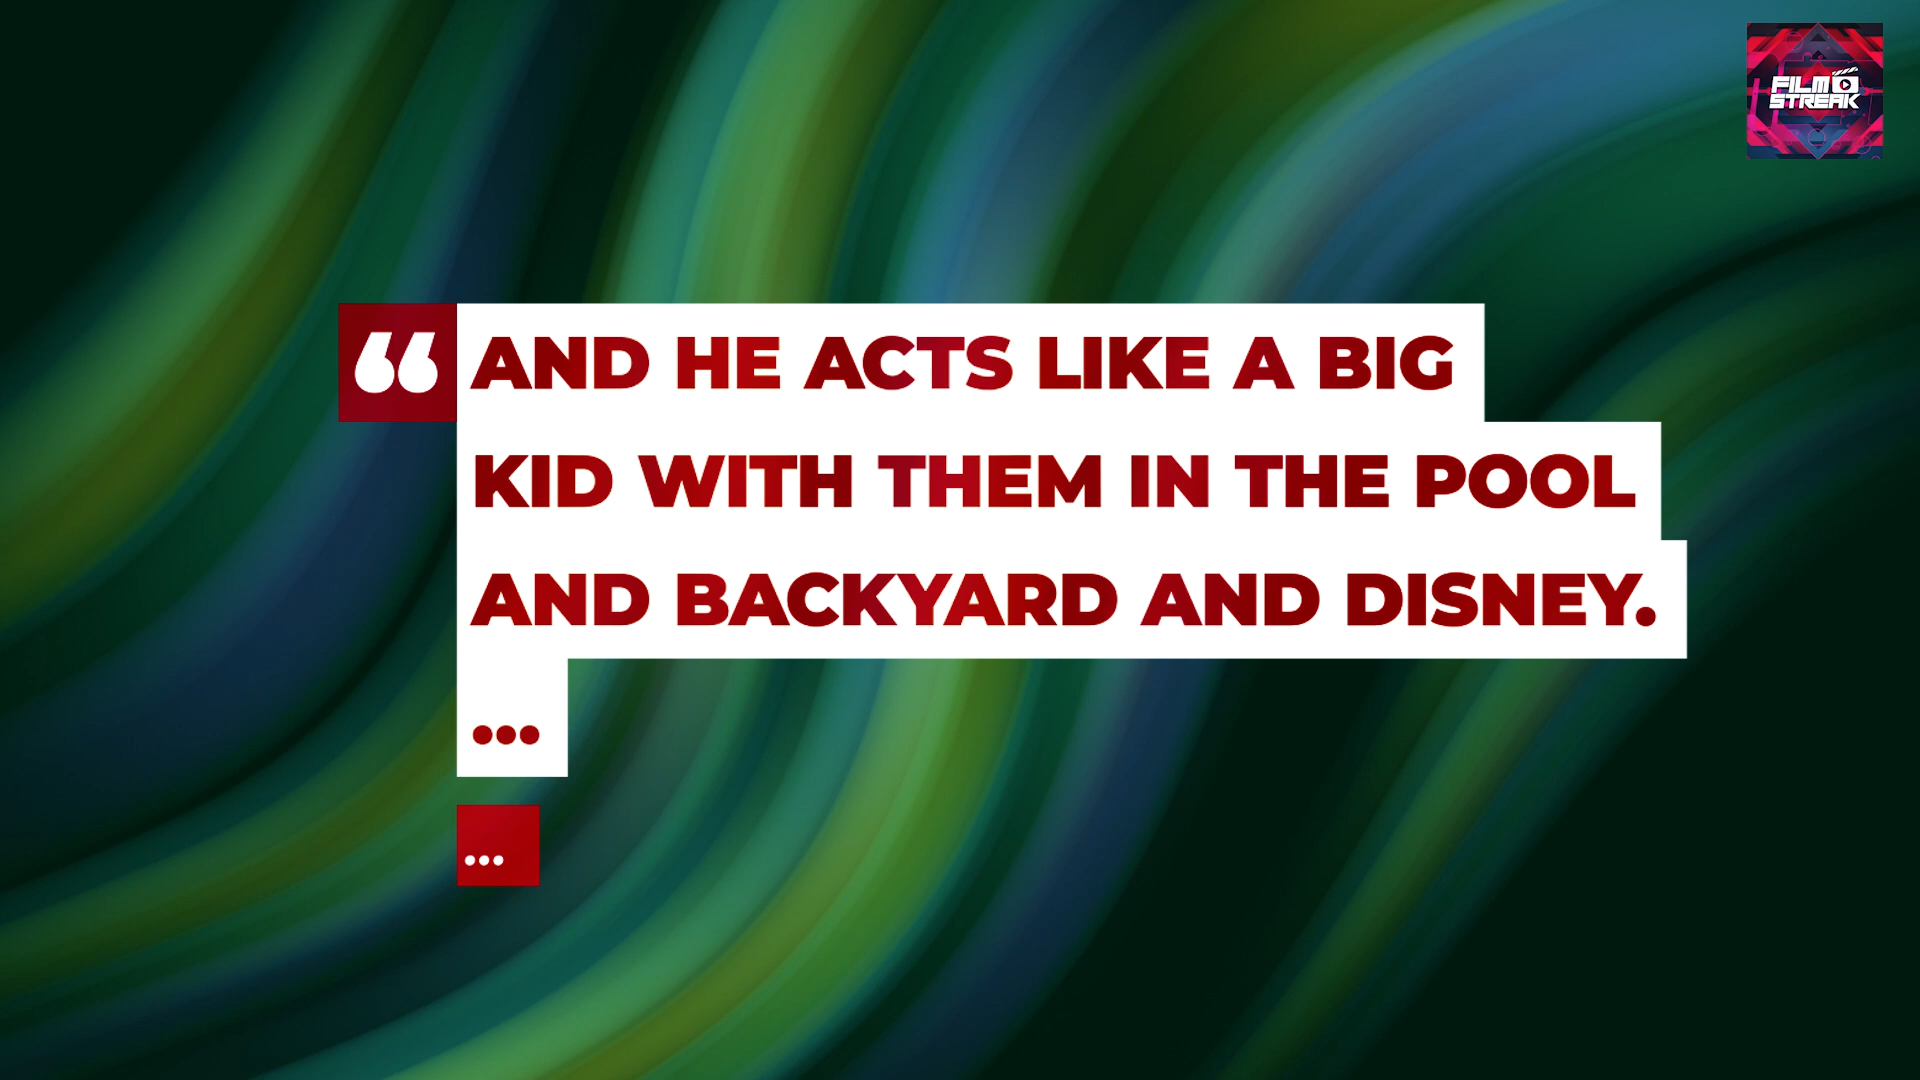 FILM
STREAK
“AND HE ACTS LIKE A BIG
KID WITH THEM IN THE POOL
AND BACKYARD AND DISNEY.
...
...